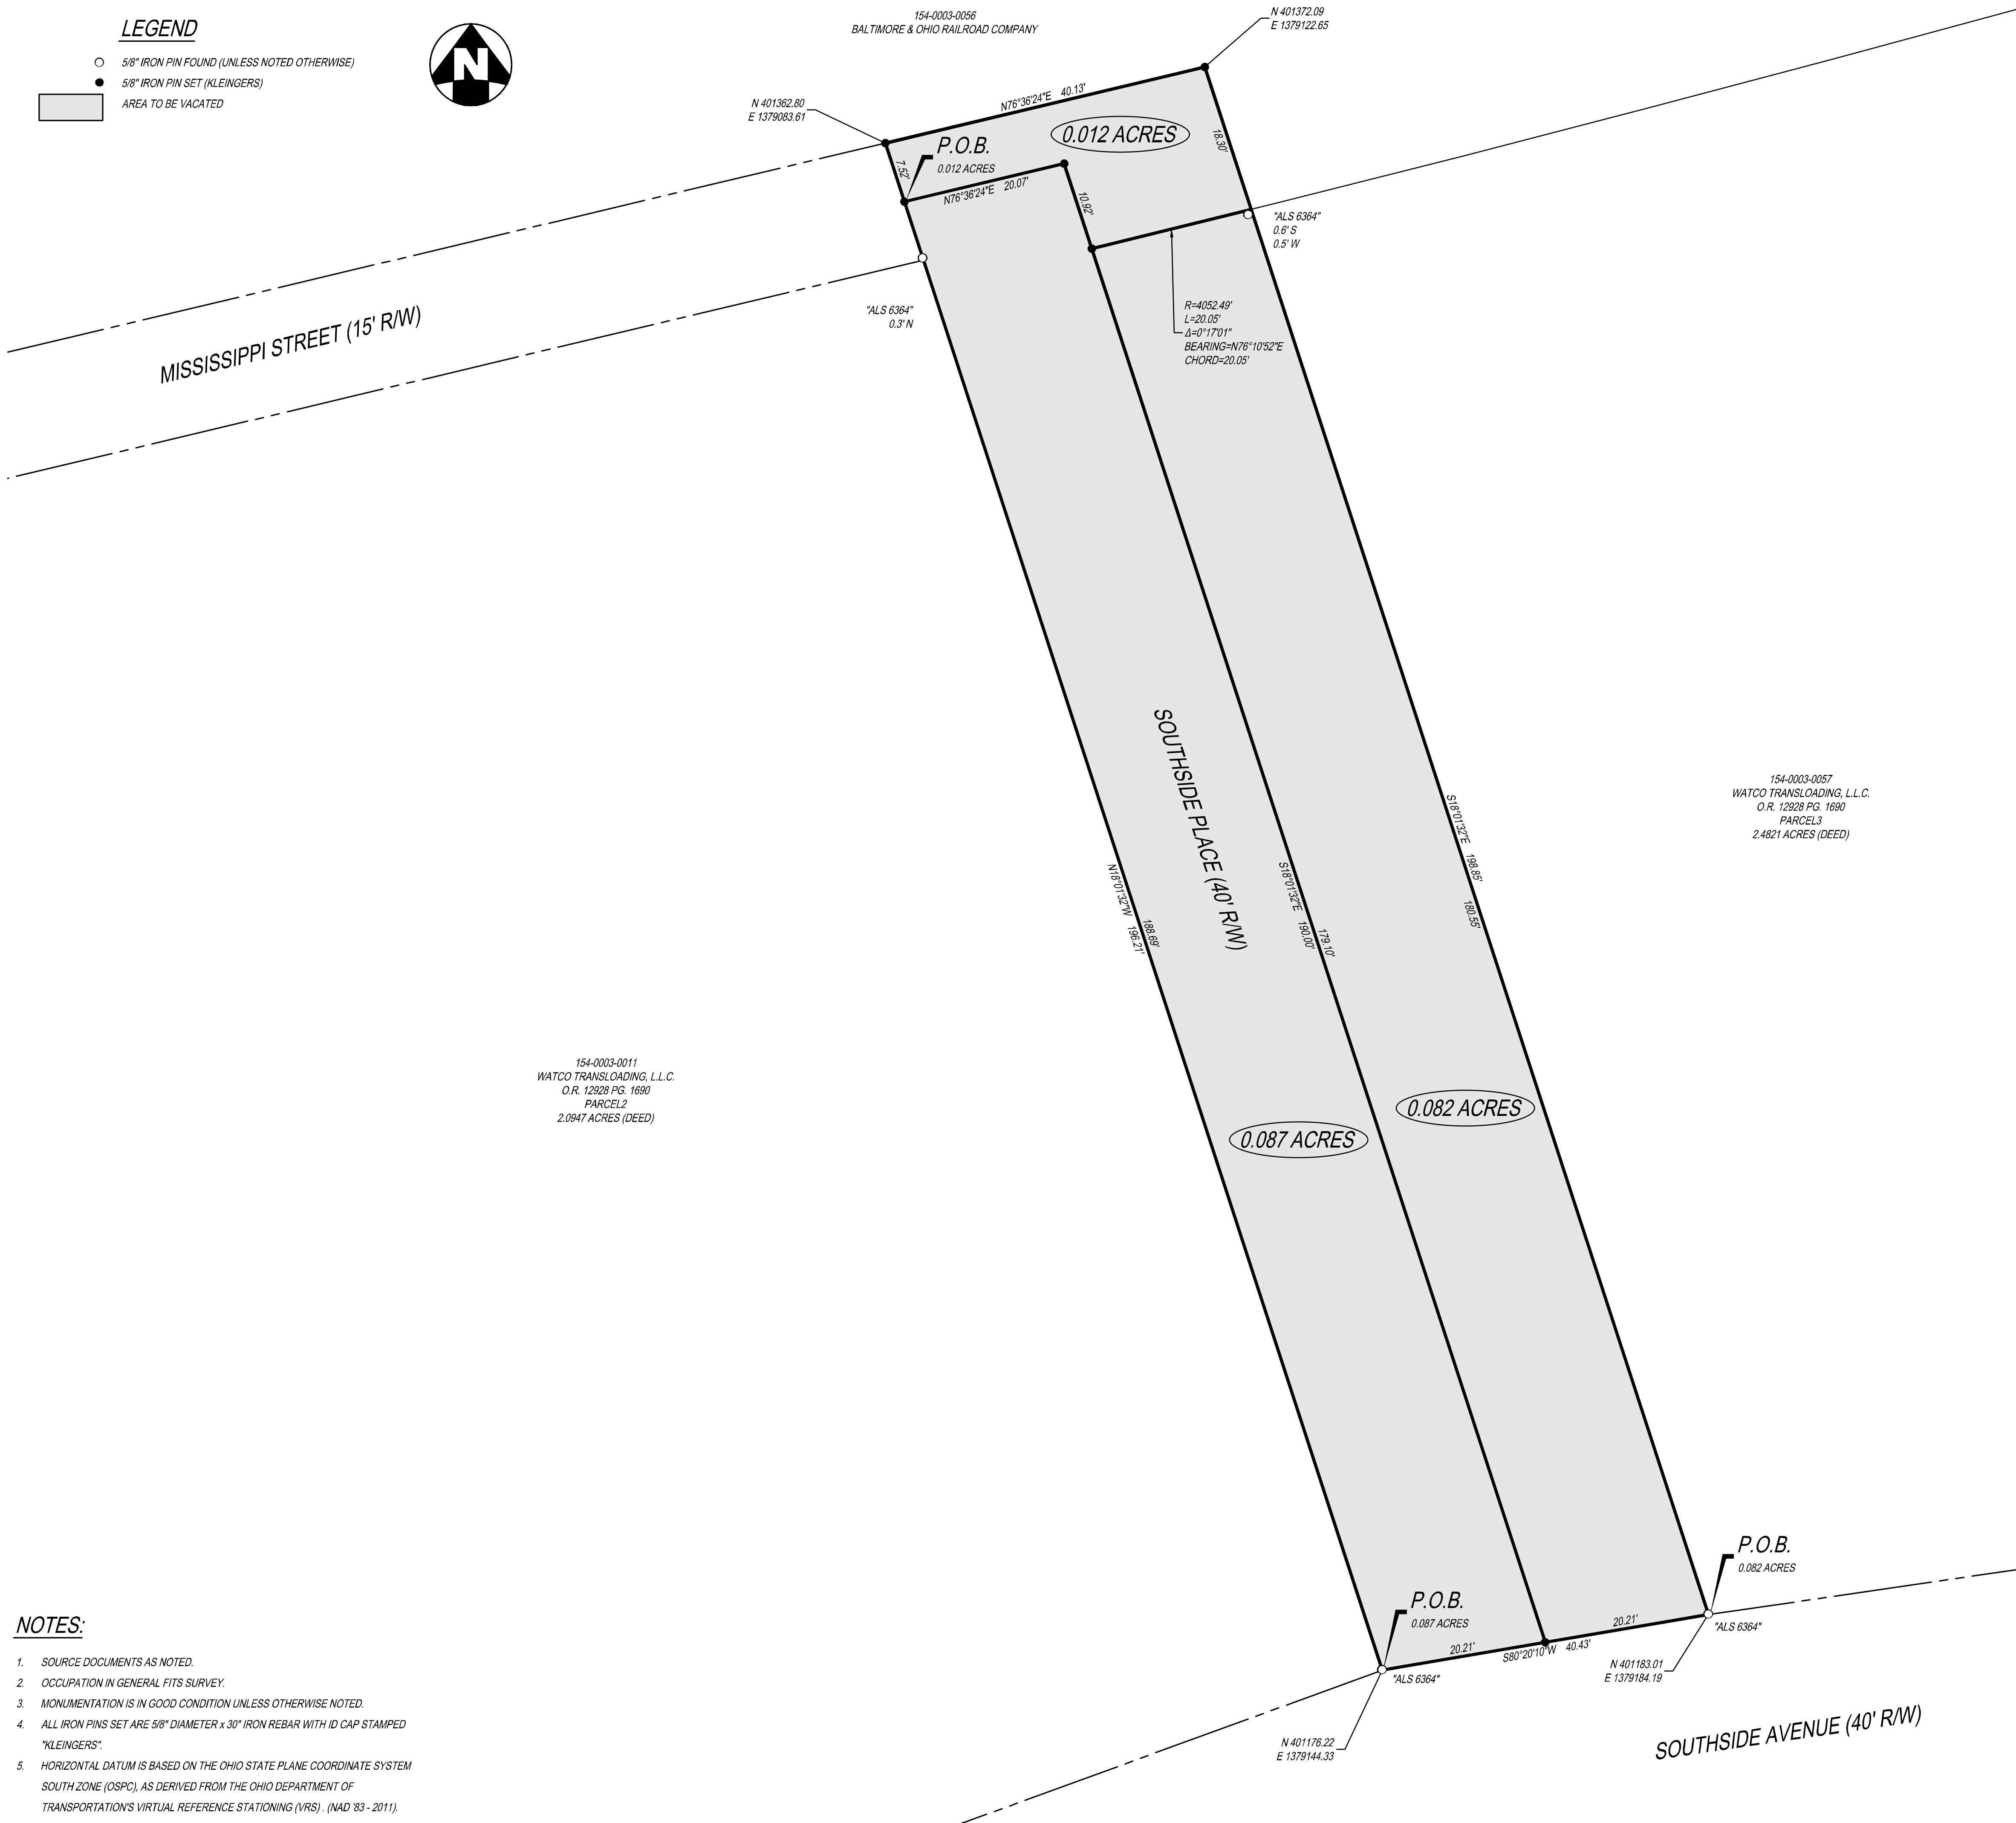 LEGEND
5/8" IRON PIN FOUND (UNLESS NOTED OTHERWISE)
5/8" IRON PIN SET (KLEINGERS)
AREA TO BE VACATED
N
154-0003-0056
BALTIMORE & OHIO RAILROAD COMPANY
N 401372.09
E 1379122.65
N 401362.80
E 1379083.61
N76°36'24"E 40.13'
0.012 ACRES
18.30'
P.O.B.
0.012 ACRES
7.52'
N76°36'24"E 20.07'
10.92'
"ALS 6364"
0.6' S
0.5' W
"ALS 6364"
0.3' N
R=4052.49'
L=20.05'
Δ=0°17'01"
BEARING=N76°10'52"E
CHORD=20.05'
MISSISSIPPI STREET (15' R/W)
SOUTHSIDE PLACE (40' R/W)
154-0003-0057
WATCO TRANSLOADING, L.L.C.
O.R. 12928 PG. 1690
PARCEL3
2.4821 ACRES (DEED)
S18°01'32"E 198.85'
180.55'
N18°01'32"W 196.21'
188.69'
S18°01'32"E 190.00'
179.10'
154-0003-0011
WATCO TRANSLOADING, L.L.C.
O.R. 12928 PG. 1690
PARCEL2
2.0947 ACRES (DEED)
0.082 ACRES
0.087 ACRES
P.O.B.
0.082 ACRES
P.O.B.
0.087 ACRES
20.21'
20.21'
S80°20'10"W 40.43'
"ALS 6364"
"ALS 6364"
N 401183.01
E 1379184.19
N 401176.22
E 1379144.33
SOUTHSIDE AVENUE (40' R/W)
NOTES:
1. SOURCE DOCUMENTS AS NOTED.
2. OCCUPATION IN GENERAL FITS SURVEY.
3. MONUMENTATION IS IN GOOD CONDITION UNLESS OTHERWISE NOTED.
4. ALL IRON PINS SET ARE 5/8" DIAMETER x 30" IRON REBAR WITH ID CAP STAMPED
"KLEINGERS".
5. HORIZONTAL DATUM IS BASED ON THE OHIO STATE PLANE COORDINATE SYSTEM
SOUTH ZONE (OSPC), AS DERIVED FROM THE OHIO DEPARTMENT OF
TRANSPORTATION'S VIRTUAL REFERENCE STATIONING (VRS) . (NAD '83 - 2011).